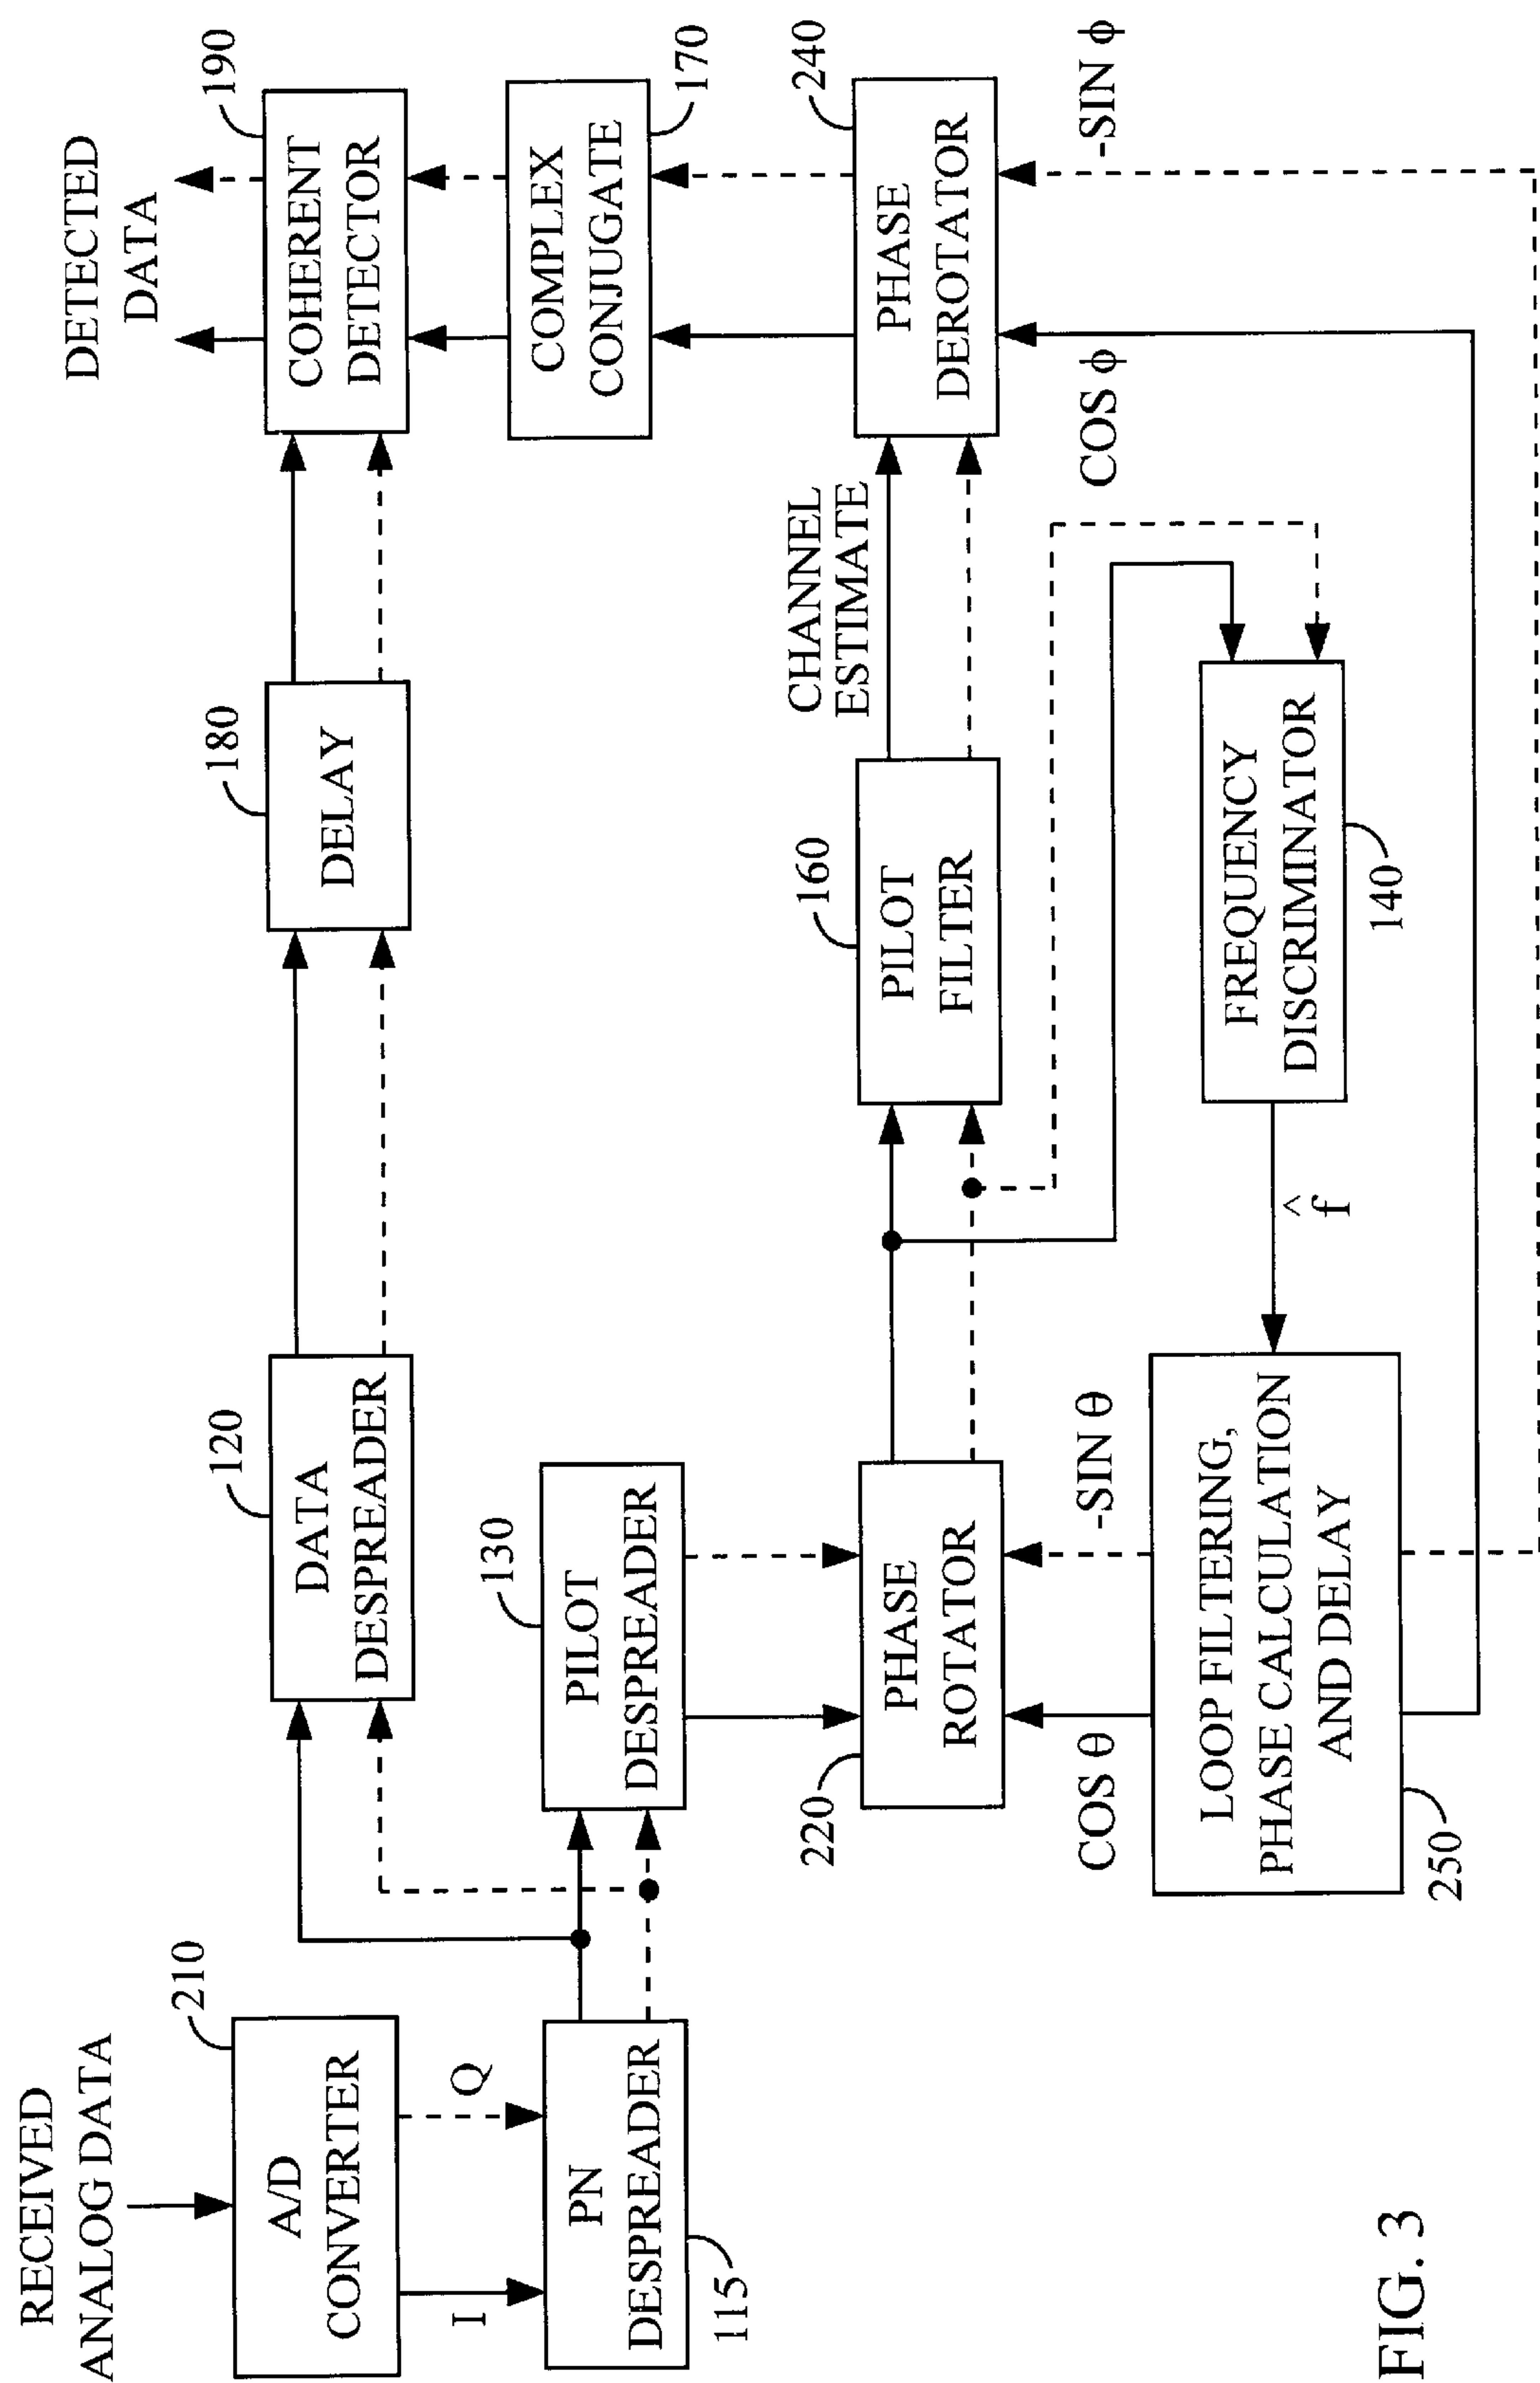 RECEIVED
ANALOG DATA
210
A/D
CONVERTER
I
Q
PN
DESPREADER
115
120
DATA
DESPREADER
130
PILOT
DESPREADER
220
PHASE
ROTATOR
COS θ
-SIN θ
LOOP FILTERING,
PHASE CALCULATION
AND DELAY
250
f̂
180
DELAY
160
PILOT
FILTER
CHANNEL
ESTIMATE
FREQUENCY
DISCRIMINATOR
140
DETECTED
DATA
190
COHERENT
DETECTOR
COMPLEX
CONJUGATE
170
240
PHASE
DEROTATOR
COS ϕ
-SIN ϕ
FIG. 3